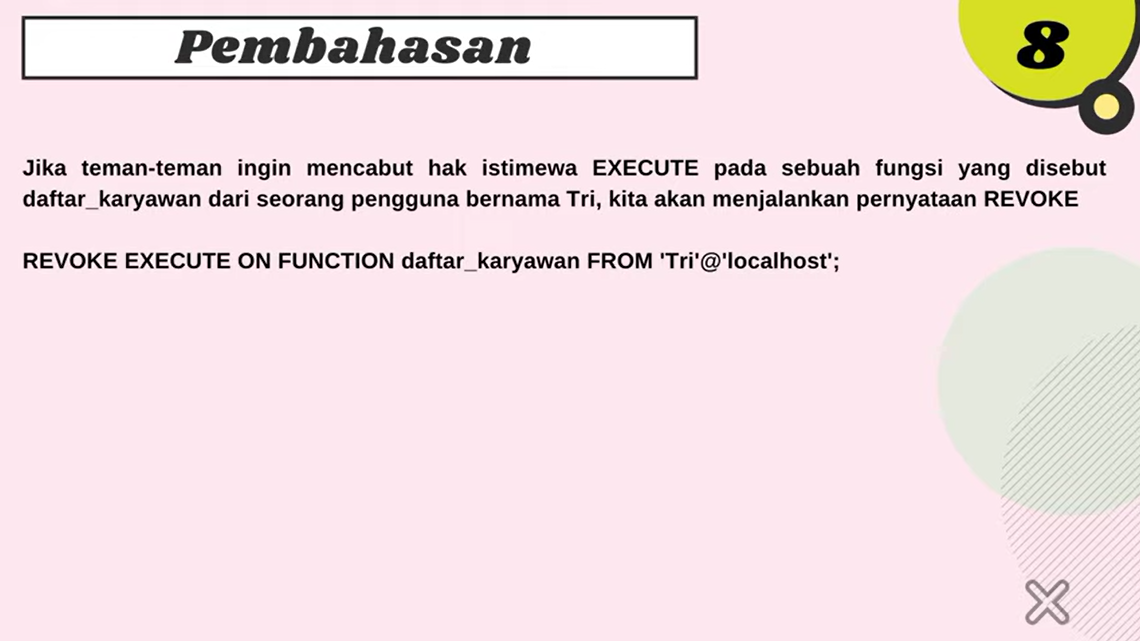 Pembahasan
8
Jika teman-teman ingin mencabut hak istimewa EXECUTE pada sebuah fungsi yang disebut
daftar_karyawan dari seorang pengguna bernama Tri, kita akan menjalankan pernyataan REVOKE
REVOKE EXECUTE ON FUNCTION daftar_karyawan FROM 'Tri'@'localhost';